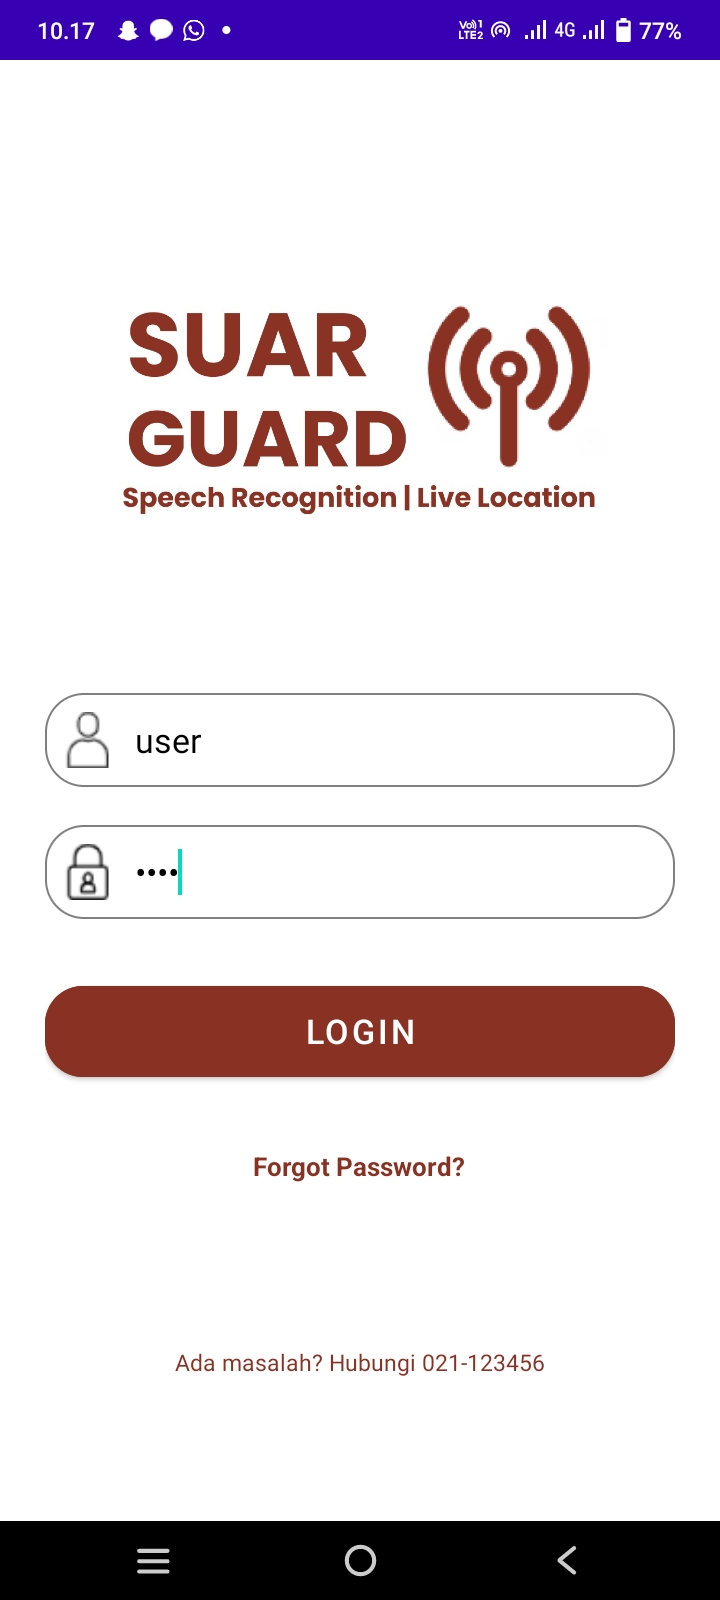 10.17
Vo)) 1
LTE2
4G
77%
SUAR
GUARD
Speech Recognition | Live Location
user
••••
LOGIN
Forgot Password?
Ada masalah? Hubungi 021-123456